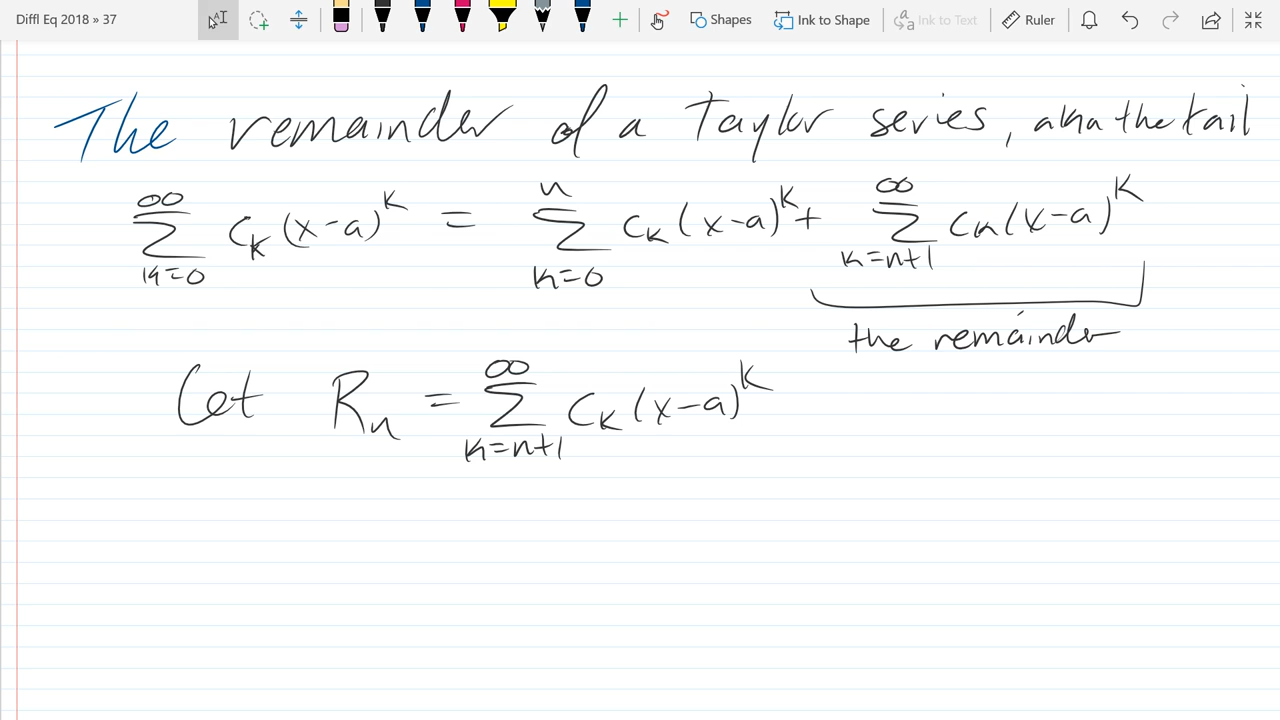 Diffl Eq 2018 » 37 Shapes Ink to Shape Ink to Text Ruler
The remainder of a Taylor series, aka the tail
∞ n ∞
∑ c_k (x-a)^k = ∑ c_k (x-a)^k + ∑ c_k (x-a)^k
k=0 k=0 k=n+1
the remainder
∞
Let R_n = ∑ c_k (x-a)^k
k=n+1